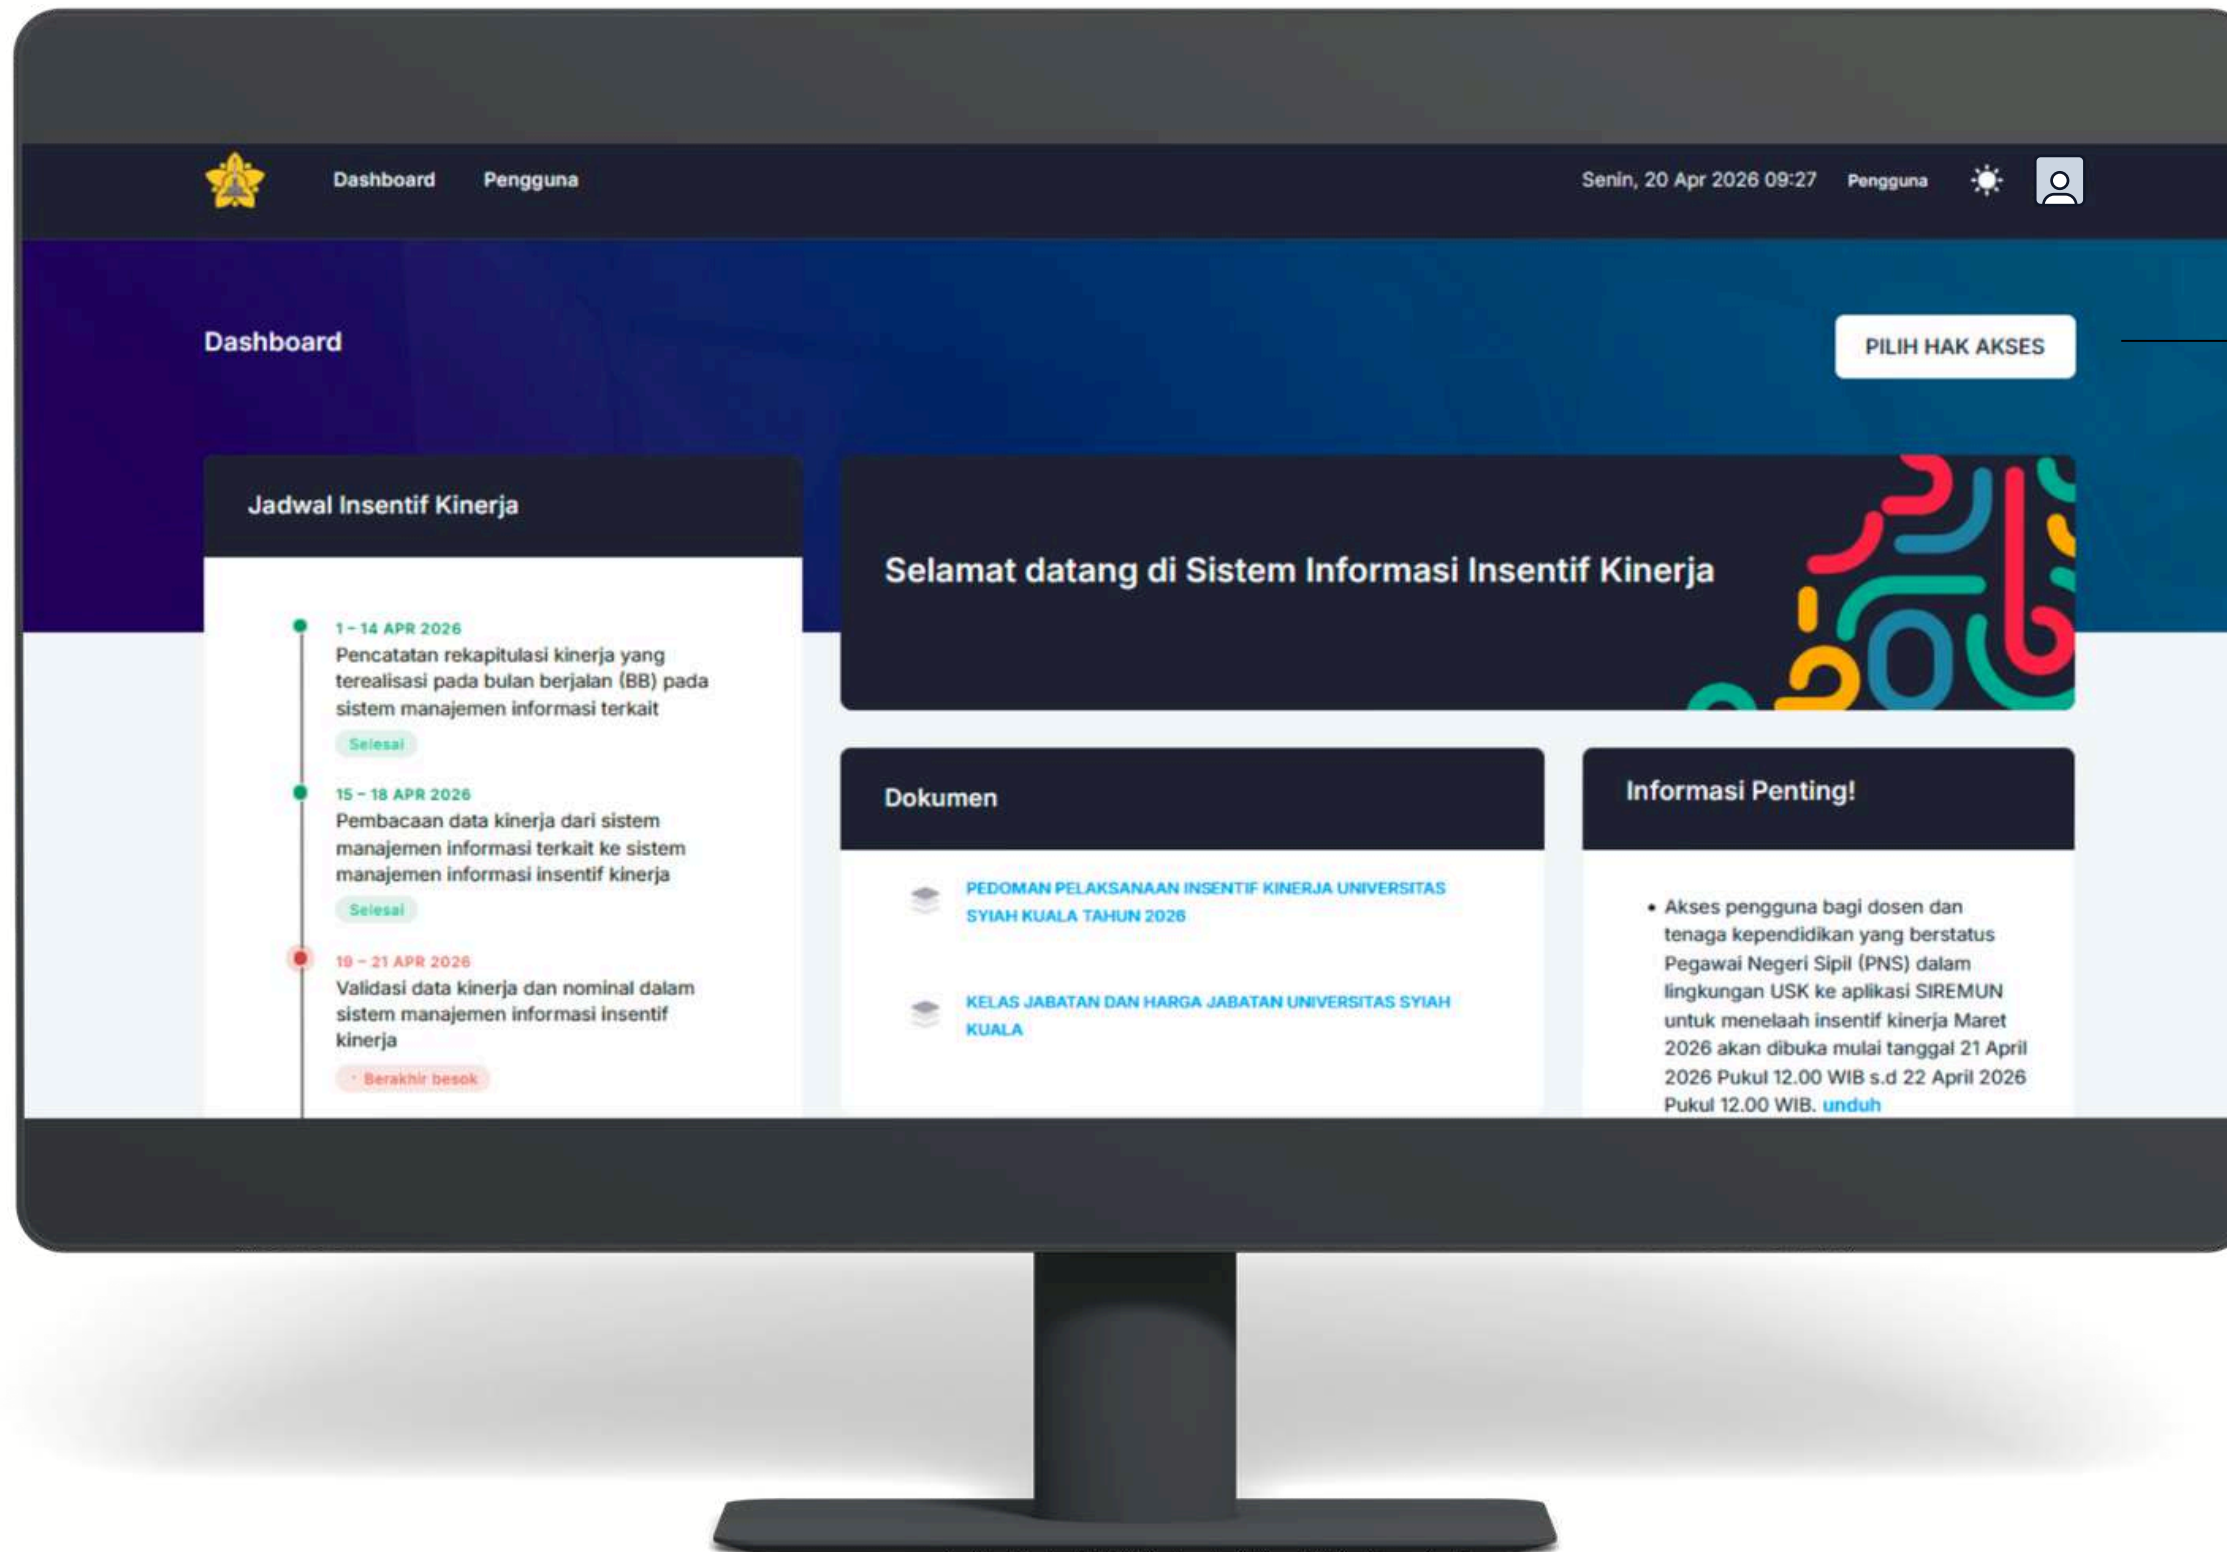 Dashboard Pengguna Senin, 20 Apr 2026 09:27 Pengguna
Dashboard PILIH HAK AKSES
Jadwal Insentif Kinerja
1 – 14 APR 2026
Pencatatan rekapitulasi kinerja yang
terealisasi pada bulan berjalan (BB) pada
sistem manajemen informasi terkait
Selesai
15 – 18 APR 2026
Pembacaan data kinerja dari sistem
manajemen informasi terkait ke sistem
manajemen informasi insentif kinerja
Selesai
19 – 21 APR 2026
Validasi data kinerja dan nominal dalam
sistem manajemen informasi insentif
kinerja
Berakhir besok
Selamat datang di Sistem Informasi Insentif Kinerja
Dokumen
PEDOMAN PELAKSANAAN INSENTIF KINERJA UNIVERSITAS
SYIAH KUALA TAHUN 2026
KELAS JABATAN DAN HARGA JABATAN UNIVERSITAS SYIAH
KUALA
Informasi Penting!
• Akses pengguna bagi dosen dan
tenaga kependidikan yang berstatus
Pegawai Negeri Sipil (PNS) dalam
lingkungan USK ke aplikasi SIREMUN
untuk menelaah insentif kinerja Maret
2026 akan dibuka mulai tanggal 21 April
2026 Pukul 12.00 WIB s.d 22 April 2026
Pukul 12.00 WIB. unduh